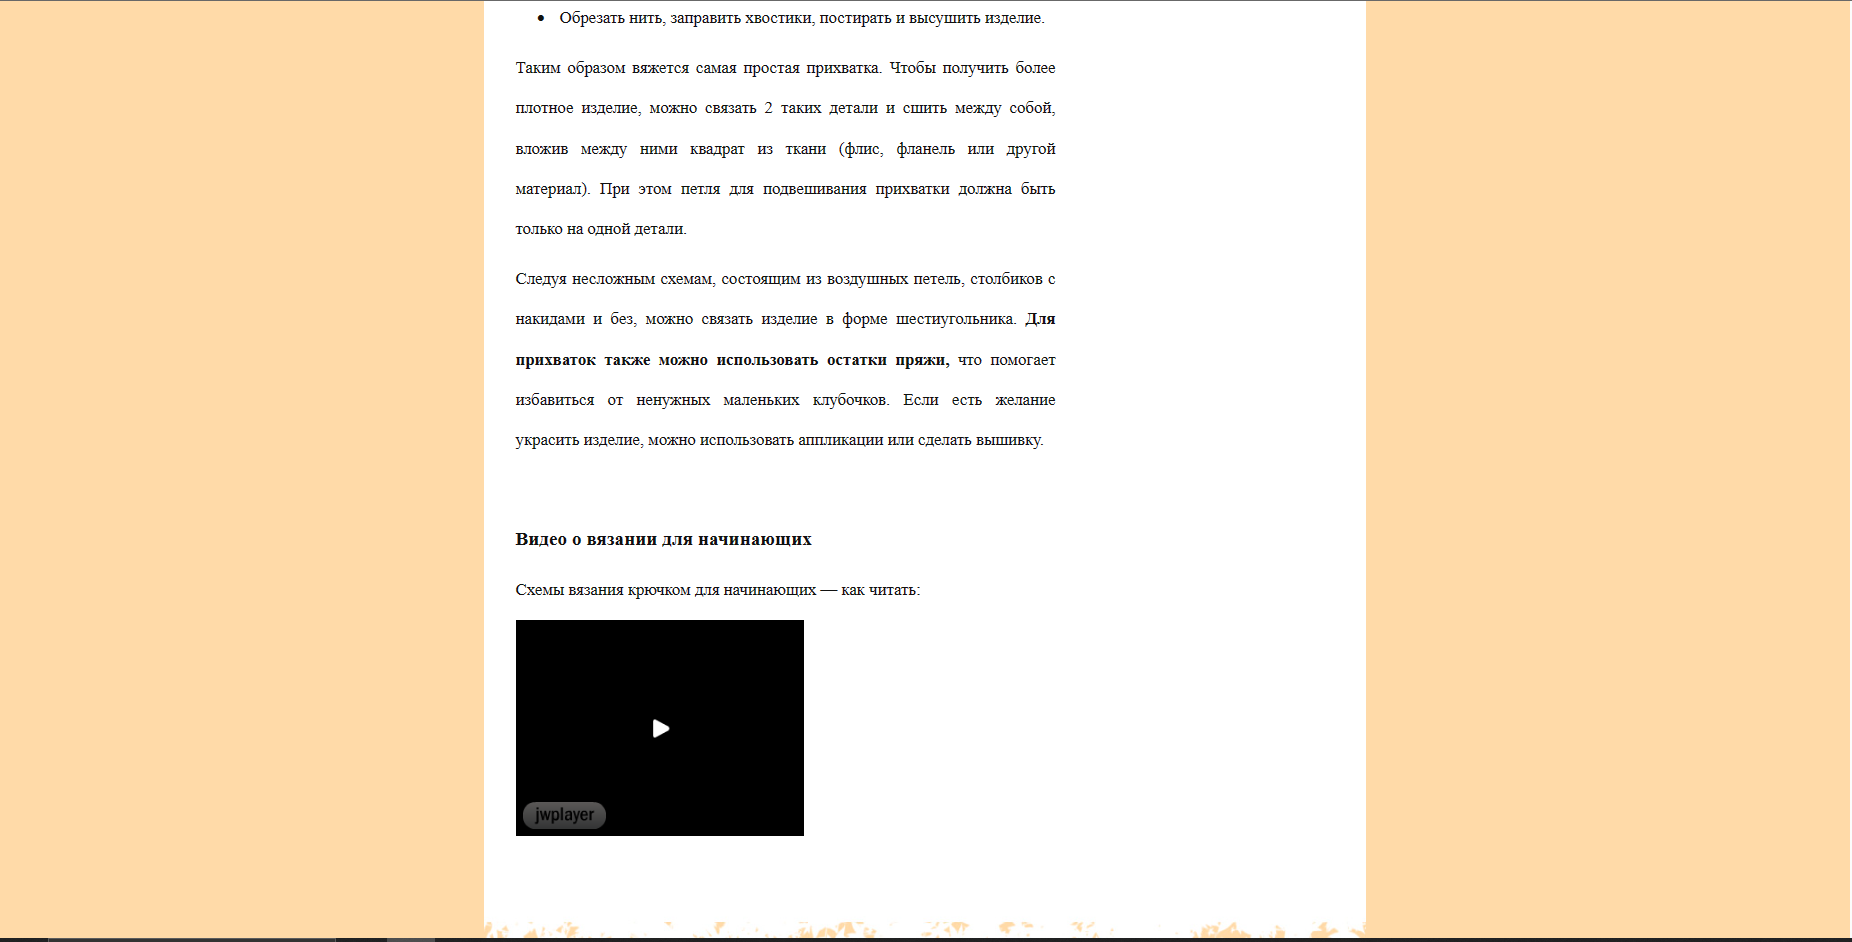 • Обрезать нить, заправить хвостики, постирать и высушить изделие.
Таким образом вяжется самая простая прихватка. Чтобы получить более
плотное изделие, можно связать 2 таких детали и сшить между собой,
вложив между ними квадрат из ткани (флис, фланель или другой
материал). При этом петля для подвешивания прихватки должна быть
только на одной детали.
Следуя несложным схемам, состоящим из воздушных петель, столбиков с
накидами и без, можно связать изделие в форме шестиугольника. Для
прихваток также можно использовать остатки пряжи, что помогает
избавиться от ненужных маленьких клубочков. Если есть желание
украсить изделие, можно использовать аппликации или сделать вышивку.
Видео о вязании для начинающих
Схемы вязания крючком для начинающих — как читать:
jwplayer